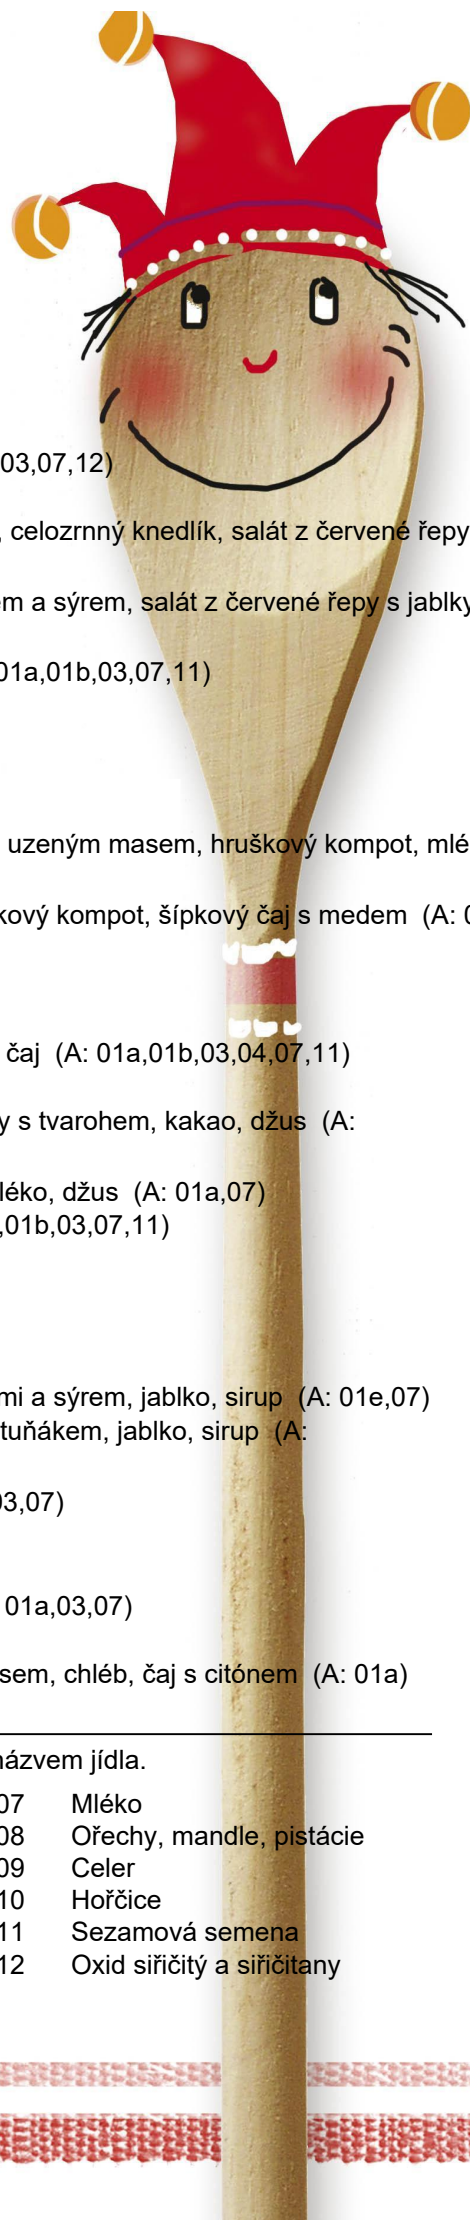 03,07,12)
, celozrnný knedlík, salát z červené řepy
em a sýrem, salát z červené řepy s jablky
01a,01b,03,07,11)
uzeným masem, hruškový kompot, mlé
kový kompot, šípkový čaj s medem (A: 0
čaj (A: 01a,01b,03,04,07,11)
y s tvarohem, kakao, džus (A:
léko, džus (A: 01a,07)
,01b,03,07,11)
mi a sýrem, jablko, sirup (A: 01e,07)
tuňákem, jablko, sirup (A:
03,07)
01a,03,07)
sem, chléb, čaj s citónem (A: 01a)
názvem jídla.
07 Mléko
08 Ořechy, mandle, pistácie
09 Celer
10 Hořčice
11 Sezamová semena
12 Oxid siřičitý a siřičitany